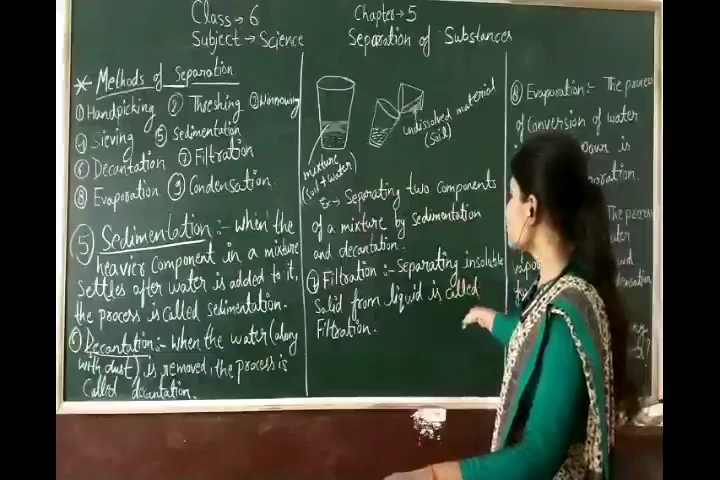 Class → 6
Subject → Science
Chapter → 5
Separation of Substances
* Methods of Separation
① Handpicking ② Threshing ③ Winnowing
④ Sieving ⑤ Sedimentation
⑥ Decantation ⑦ Filtration
⑧ Evaporation ⑨ Condensation.
⑤ Sedimentation :- when the
heavier component in a mixture
settles after water is added to it,
the process is called sedimentation.
⑥ Decantation:- when the water (along
with dust) is removed, the process is
called decantation.
mixture
(soil + water)
undissolved material
(soil)
Ex → Separating two components
of a mixture by sedimentation
and decantation.
⑦ Filtration :- Separating insoluble
Solid from liquid is called
Filtration.
⑧ Evaporation :- The process
of conversion of water
The process